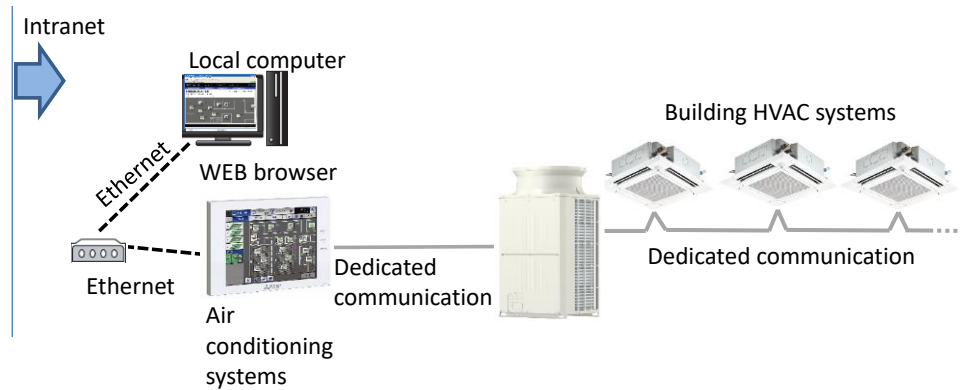 Intranet
Local computer
Ethernet
WEB browser
Building HVAC systems
Ethernet
Dedicated
communication
Dedicated communication
Air
conditioning
systems